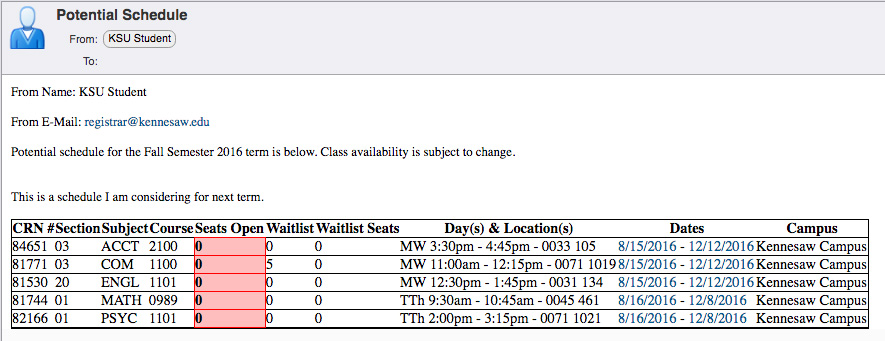 Potential Schedule
From: KSU Student
To:
From Name: KSU Student
From E-Mail: registrar@kennesaw.edu
Potential schedule for the Fall Semester 2016 term is below. Class availability is subject to change.
This is a schedule I am considering for next term.
CRN # Section Subject Course Seats Open Waitlist Waitlist Seats Day(s) & Location(s) Dates Campus
84651 03 ACCT 2100 0 0 0 MW 3:30pm - 4:45pm - 0033 105 8/15/2016 - 12/12/2016 Kennesaw Campus
81771 03 COM 1100 0 5 0 MW 11:00am - 12:15pm - 0071 1019 8/15/2016 - 12/12/2016 Kennesaw Campus
81530 20 ENGL 1101 0 0 0 MW 12:30pm - 1:45pm - 0031 134 8/15/2016 - 12/12/2016 Kennesaw Campus
81744 01 MATH 0989 0 0 0 TTh 9:30am - 10:45am - 0045 461 8/16/2016 - 12/8/2016 Kennesaw Campus
82166 01 PSYC 1101 0 0 0 TTh 2:00pm - 3:15pm - 0071 1021 8/16/2016 - 12/8/2016 Kennesaw Campus